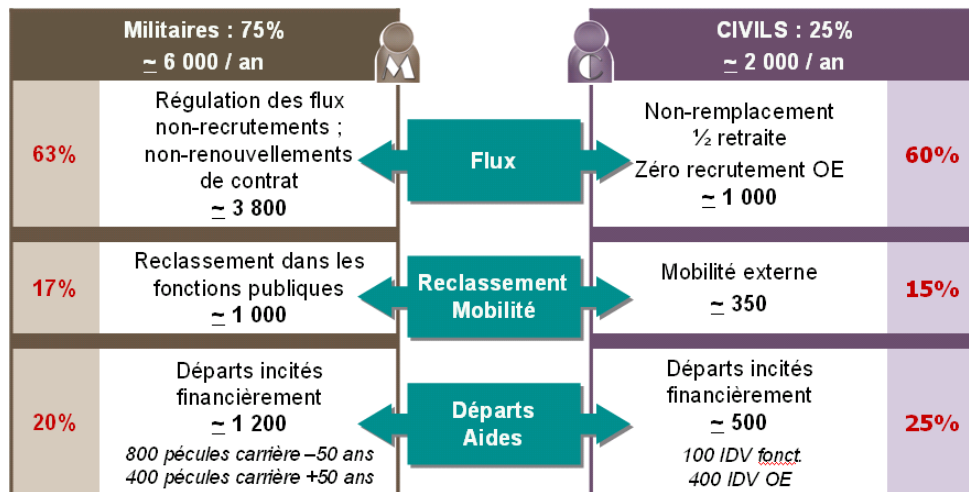 Militaires : 75%
~ 6 000 / an
M
C
CIVILS : 25%
~ 2 000 / an
63%
Régulation des flux
non-recrutements ;
non-renouvellements
de contrat
~ 3 800
Flux
Non-remplacement
½ retraite
Zéro recrutement OE
~ 1 000
60%
17%
Reclassement dans les
fonctions publiques
~ 1 000
Reclassement
Mobilité
Mobilité externe
~ 350
15%
20%
Départs incités
financièrement
~ 1 200
800 pécules carrière –50 ans
400 pécules carrière +50 ans
Départs
Aides
Départs incités
financièrement
~ 500
100 IDV fonct.
400 IDV OE
25%